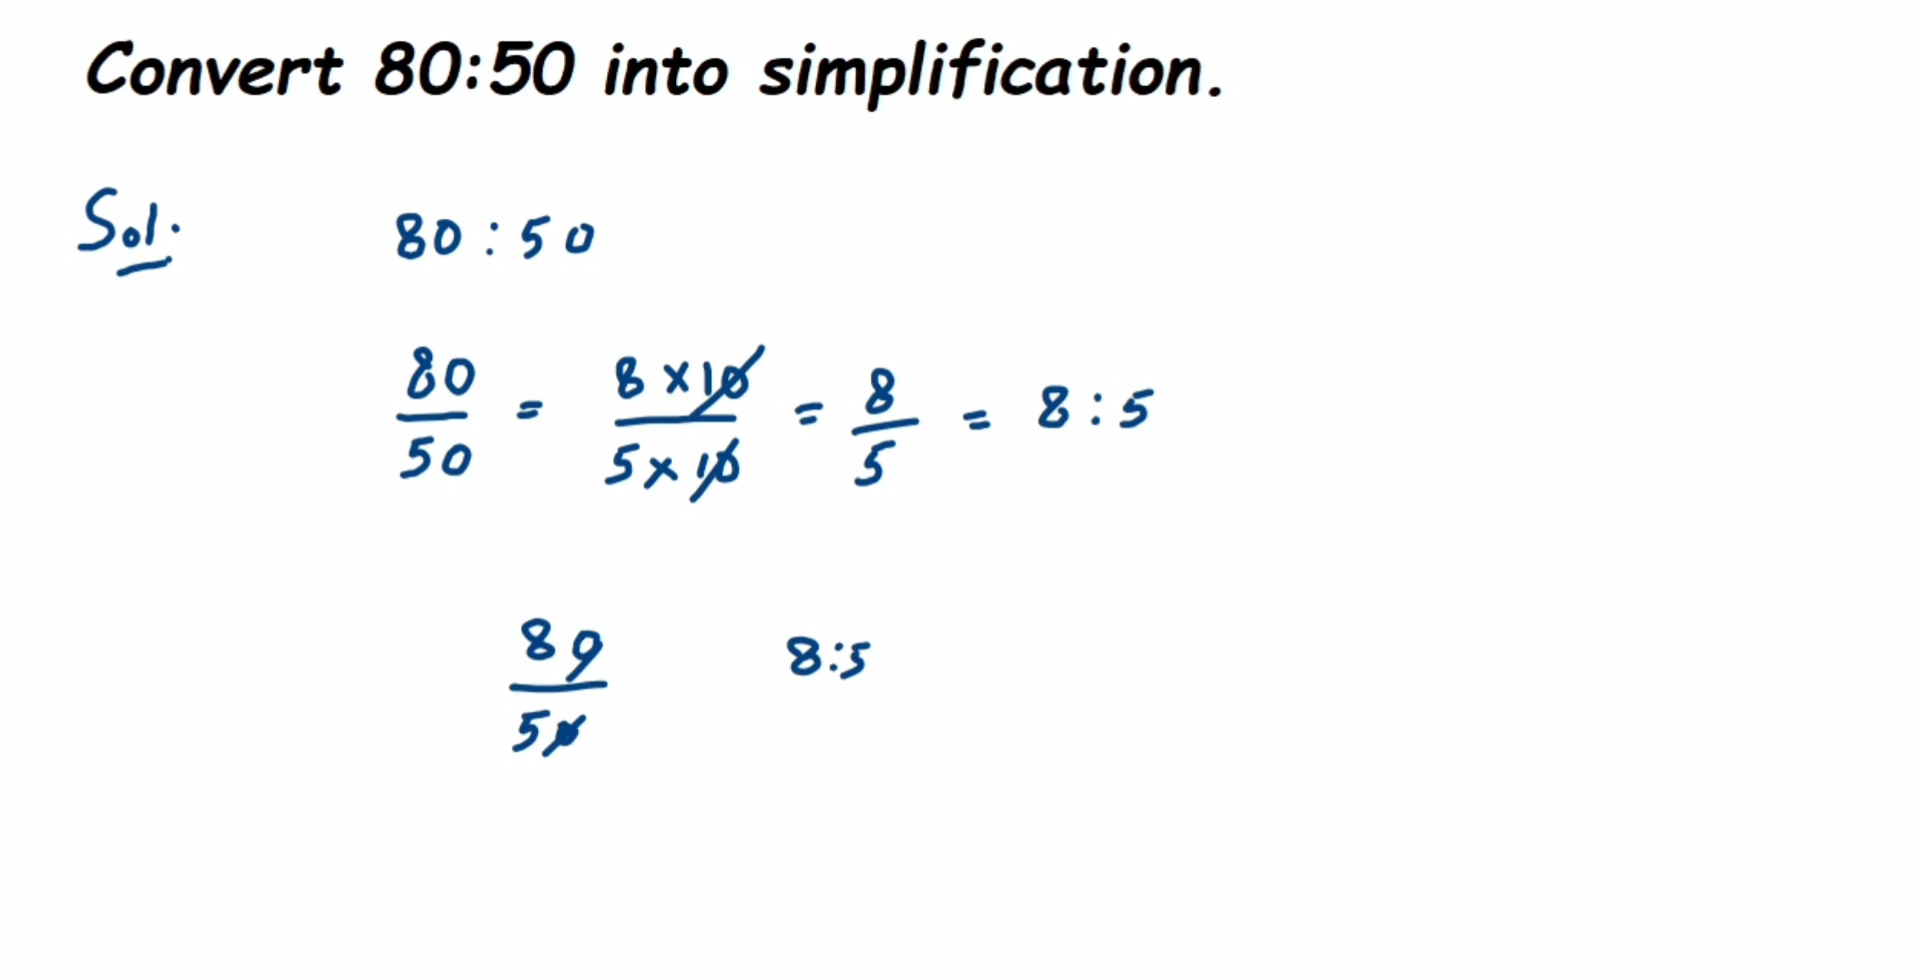 Convert 80:50 into simplification.
Sol. 80 : 50
80/50 = 8 x 10/5 x 10 = 8/5 = 8 : 5
80/50 8:5